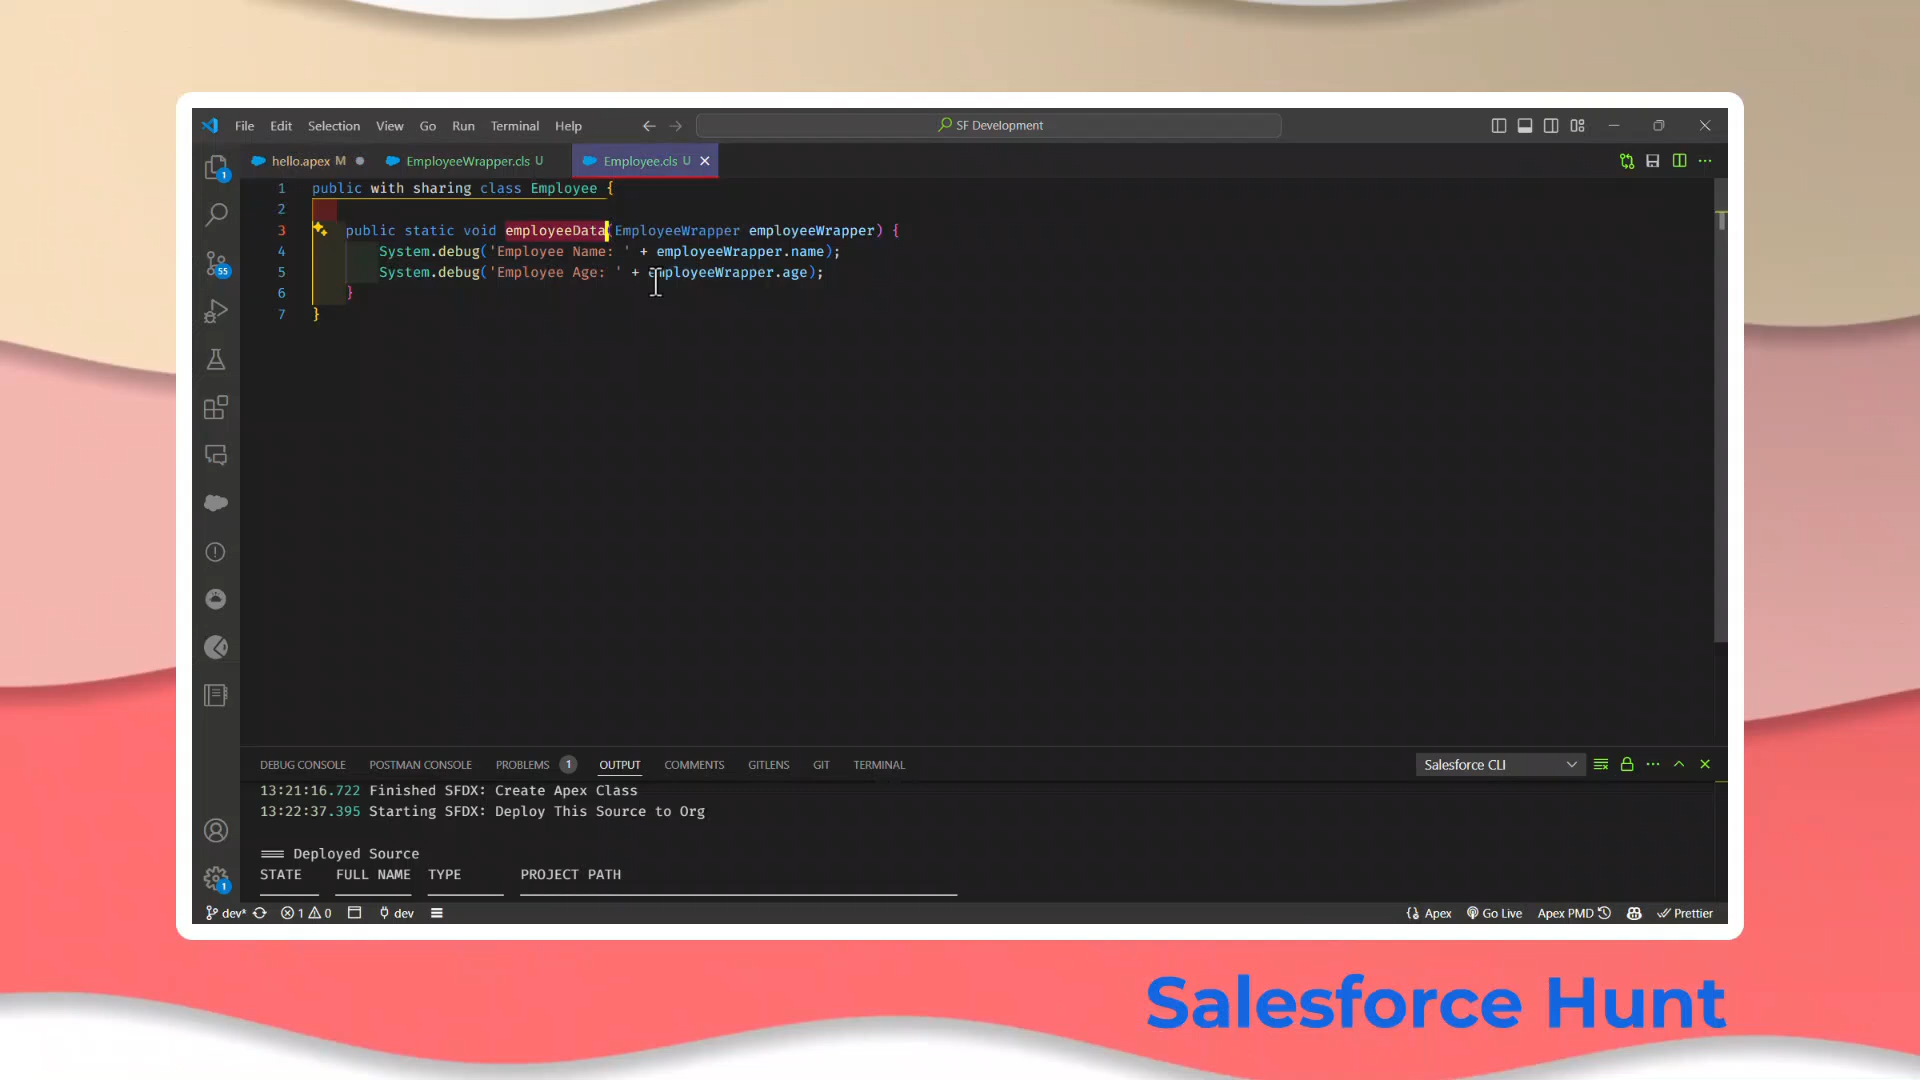 File Edit Selection View Go Run Terminal Help
SF Development
hello.apex M
EmployeeWrapper.cls U
Employee.cls U
1 public with sharing class Employee {
2
3 public static void employeeData(EmployeeWrapper employeeWrapper) {
4 System.debug('Employee Name: ' + employeeWrapper.name);
5 System.debug('Employee Age: ' + employeeWrapper.age);
6 }
7 }
1
55
DEBUG CONSOLE POSTMAN CONSOLE PROBLEMS 1 OUTPUT COMMENTS GITLENS GIT TERMINAL
Salesforce CLI
13:21:16.722 Finished SFDX: Create Apex Class
13:22:37.395 Starting SFDX: Deploy This Source to Org
=== Deployed Source
STATE FULL NAME TYPE PROJECT PATH
1
dev* 1 0 dev
Apex Go Live Apex PMD Prettier
Salesforce Hunt